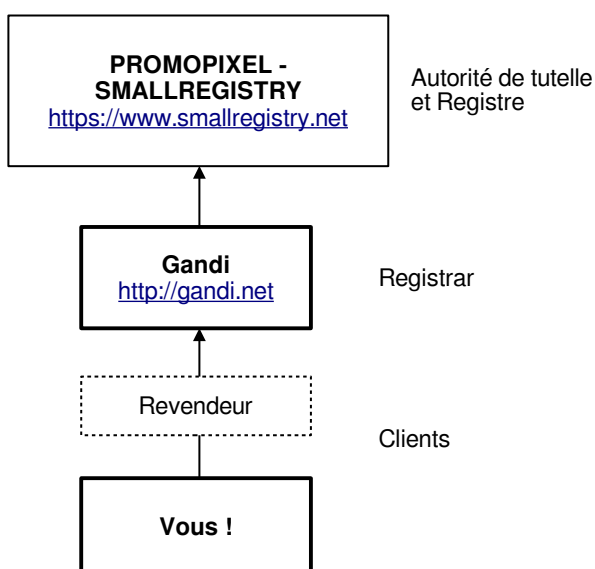 PROMOPIXEL -
SMALLREGISTRY
https://www.smallregistry.net
Autorité de tutelle
et Registre
Gandi
http://gandi.net
Registrar
Revendeur
Clients
Vous !